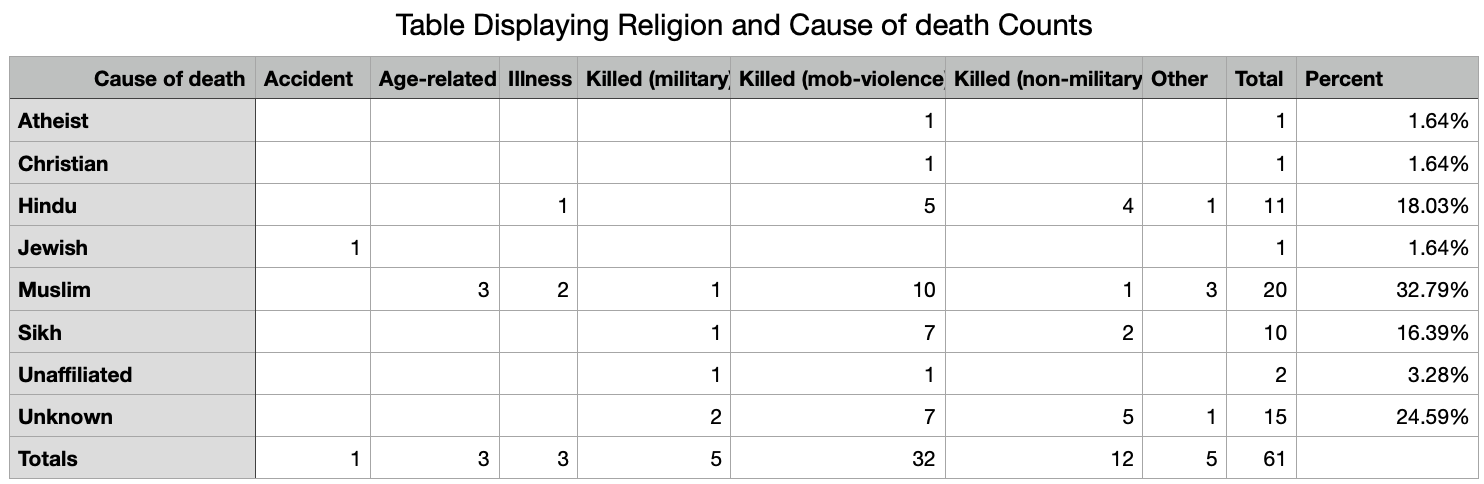 Table Displaying Religion and Cause of death Counts
Cause of death Accident Age-related Illness Killed (military) Killed (mob-violence Killed (non-military Other Total Percent
Atheist 1 1 1.64%
Christian 1 1 1.64%
Hindu 1 5 4 1 11 18.03%
Jewish 1 1 1.64%
Muslim 3 2 1 10 1 3 20 32.79%
Sikh 1 7 2 10 16.39%
Unaffiliated 1 1 2 3.28%
Unknown 2 7 5 1 15 24.59%
Totals 1 3 3 5 32 12 5 61